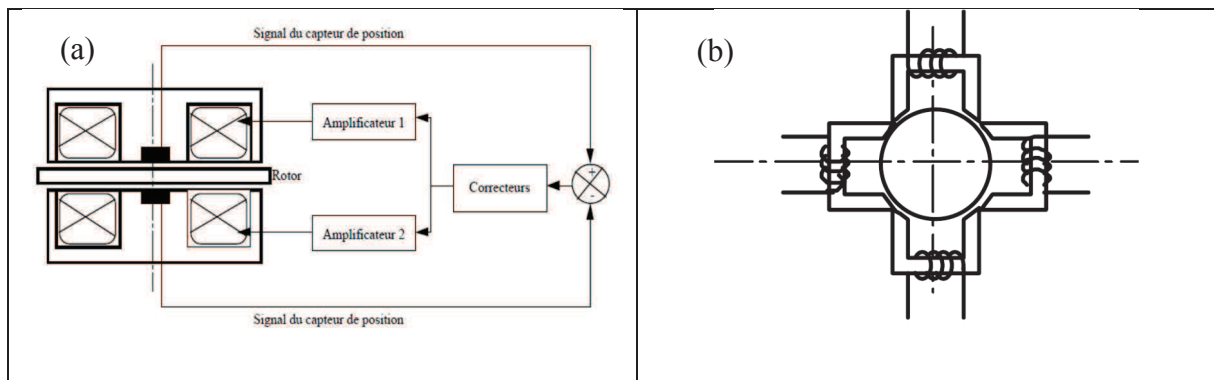 (a)
Signal du capteur de position
Amplificateur 1
Rotor
Correcteurs
+
-
Amplificateur 2
Signal du capteur de position
(b)